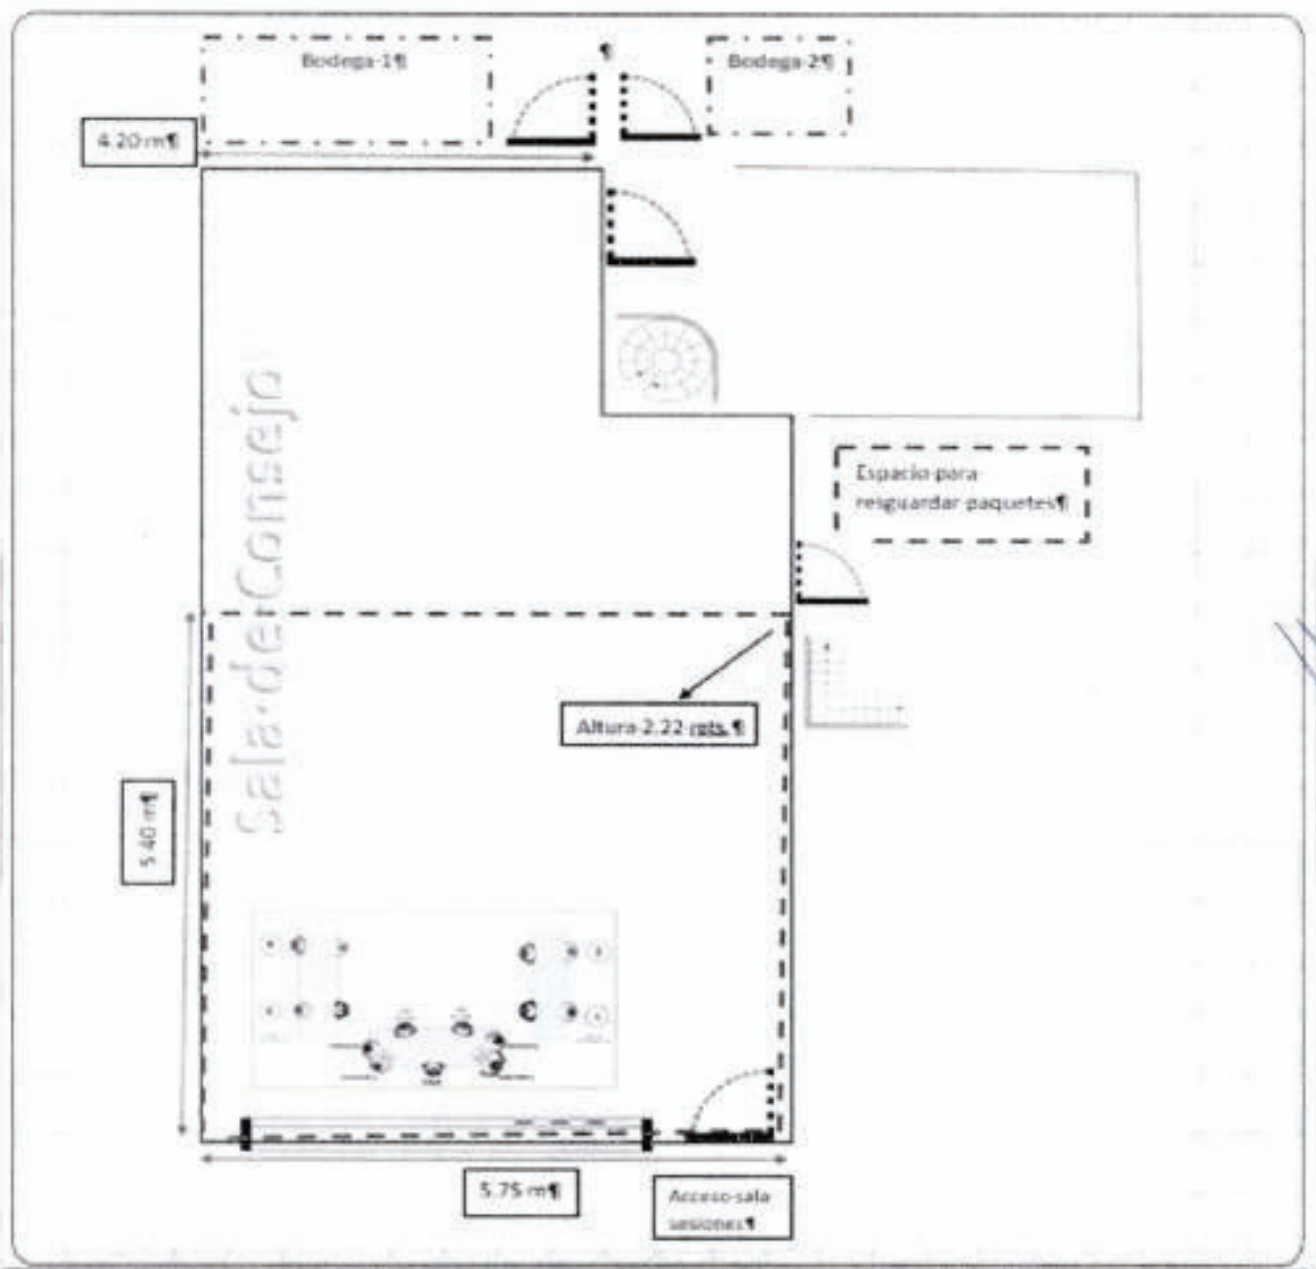 Bodega·1¶
¶
Bodega·2¶
4.20·m¶
Sala·de·Consejo
Espacio·para·
resguardar·paquetes¶
Altura·2.22·mts.¶
5.40·m¶
5.75·m¶
Acceso·sala·
sesiones¶